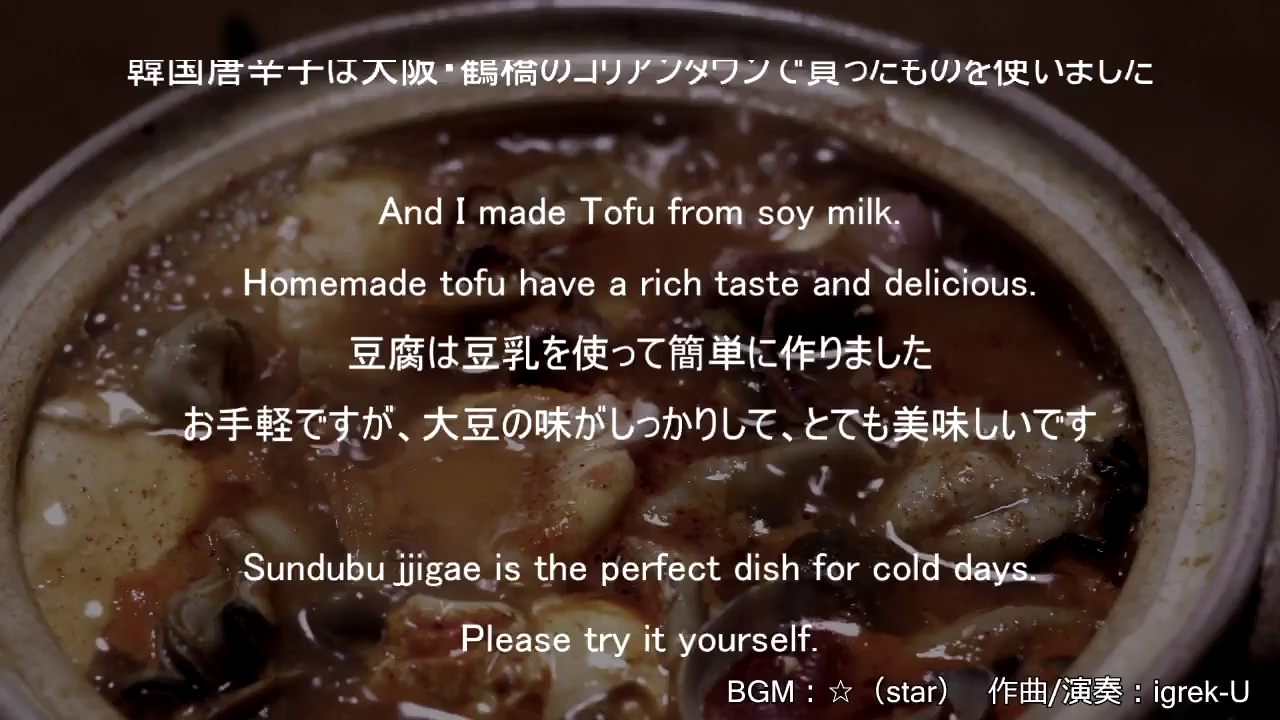 韓国唐辛子は大阪・鶴橋のコリアンタウンで買ったものを使いました
And I made Tofu from soy milk.
Homemade tofu have a rich taste and delicious.
豆腐は豆乳を使って簡単に作りました
お手軽ですが、大豆の味がしっかりして、とても美味しいです
Sundubu jjigae is the perfect dish for cold days.
Please try it yourself.
BGM：☆（star）　作曲/演奏：igrek-U